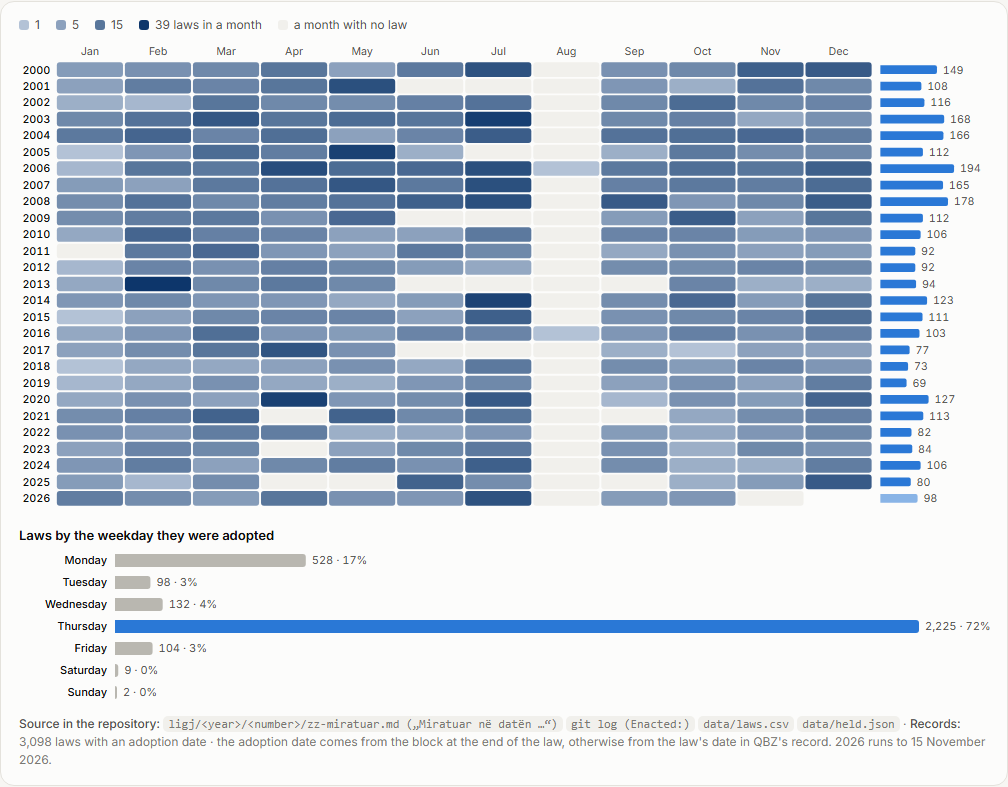 1 5 15 39 laws in a month a month with no law
Jan Feb Mar Apr May Jun Jul Aug Sep Oct Nov Dec
2000 149
2001 108
2002 116
2003 168
2004 166
2005 112
2006 194
2007 165
2008 178
2009 112
2010 106
2011 92
2012 92
2013 94
2014 123
2015 111
2016 103
2017 77
2018 73
2019 69
2020 127
2021 113
2022 82
2023 84
2024 106
2025 80
2026 98
Laws by the weekday they were adopted
Monday 528 · 17%
Tuesday 98 · 3%
Wednesday 132 · 4%
Thursday 2,225 · 72%
Friday 104 · 3%
Saturday 9 · 0%
Sunday 2 · 0%
Source in the repository: ligj/<year>/<number>/zz-miratuar.md („Miratuar në datën …“) git log (Enacted:) data/laws.csv data/held.json · Records:
3,098 laws with an adoption date · the adoption date comes from the block at the end of the law, otherwise from the law's date in QBZ's record. 2026 runs to 15 November
2026.